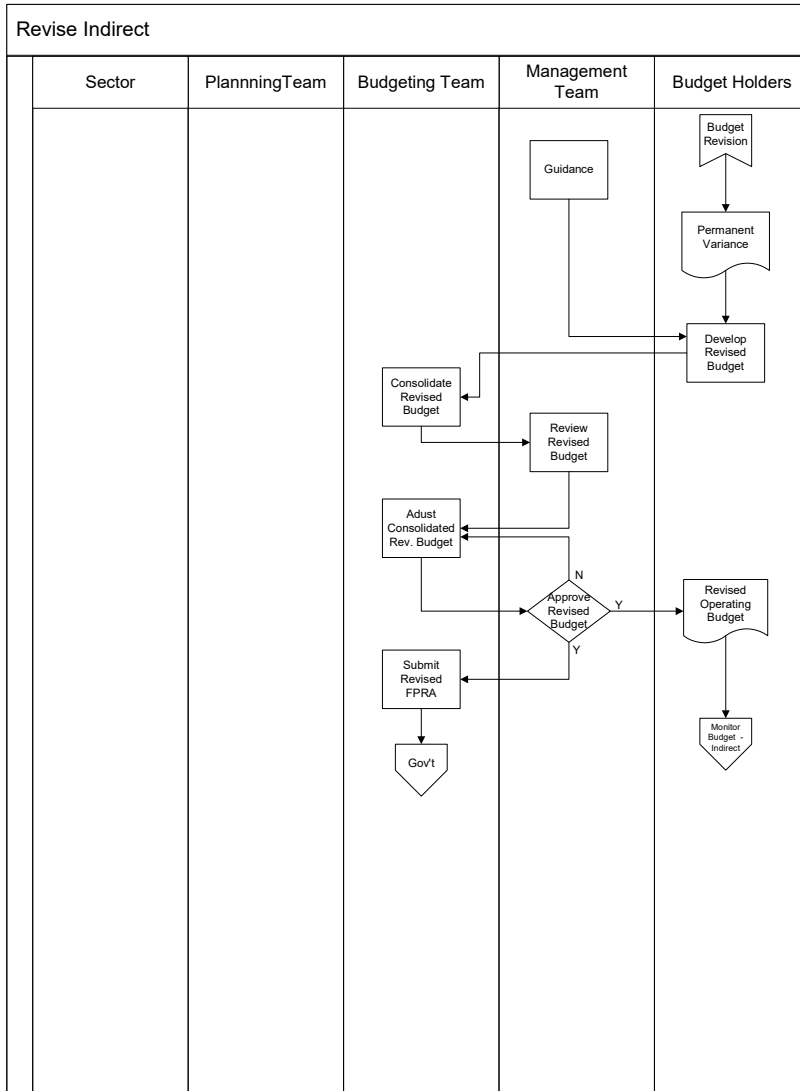 Revise Indirect
Sector
PlannningTeam
Budgeting Team
Management
Team
Budget Holders
Budget
Revision
Guidance
Permanent
Variance
Develop
Revised
Budget
Consolidate
Revised
Budget
Review
Revised
Budget
Adust
Consolidated
Rev. Budget
N
Approve
Revised
Budget
Y
Y
Revised
Operating
Budget
Submit
Revised
FPRA
Monitor
Budget -
Indirect
Gov't